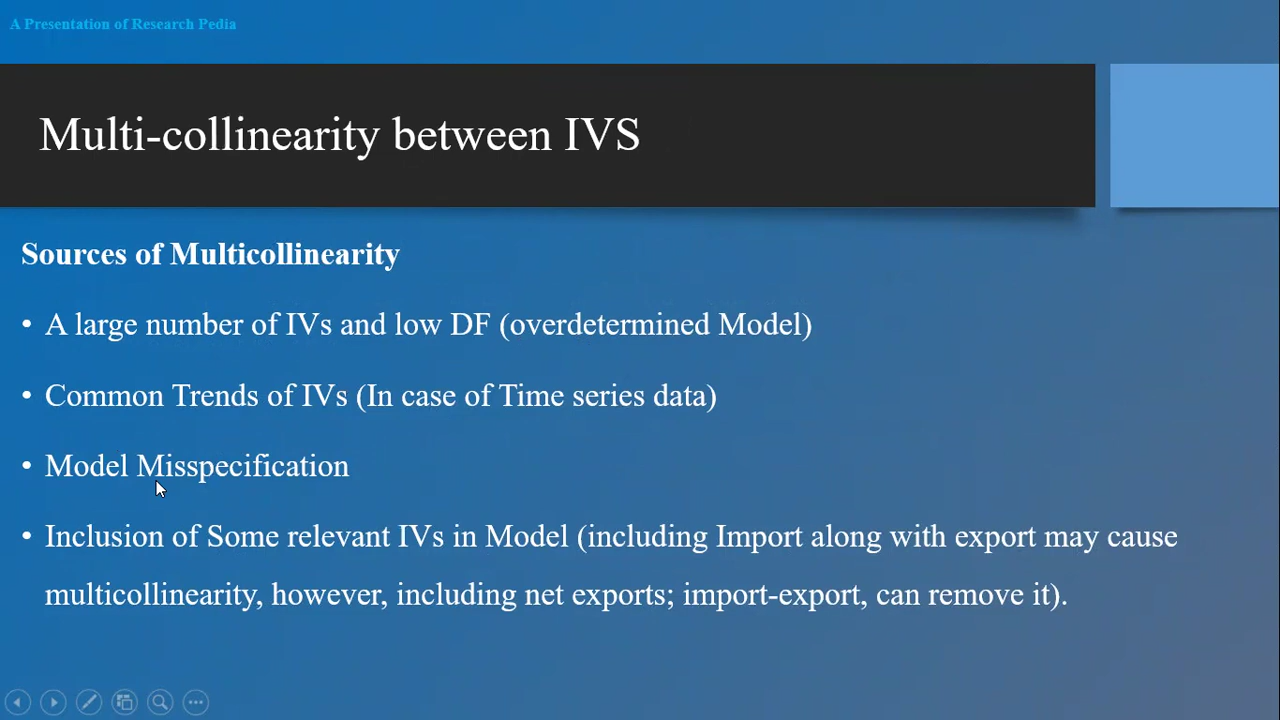 A Presentation of Research Pedia
Multi-collinearity between IVS
Sources of Multicollinearity
• A large number of IVs and low DF (overdetermined Model)
• Common Trends of IVs (In case of Time series data)
• Model Misspecification
• Inclusion of Some relevant IVs in Model (including Import along with export may cause
multicollinearity, however, including net exports; import-export, can remove it).